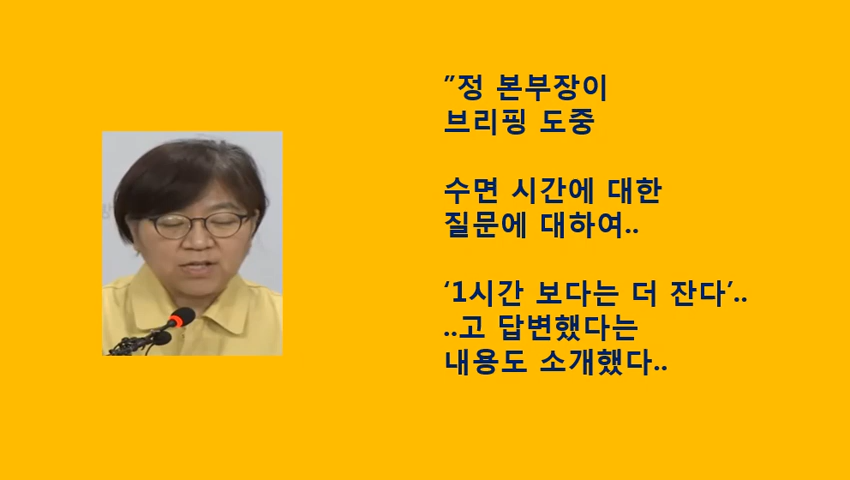 ”정 본부장이
브리핑 도중
수면 시간에 대한
질문에 대하여..
‘1시간 보다는 더 잔다’..
..고 답변했다는
내용도 소개했다..